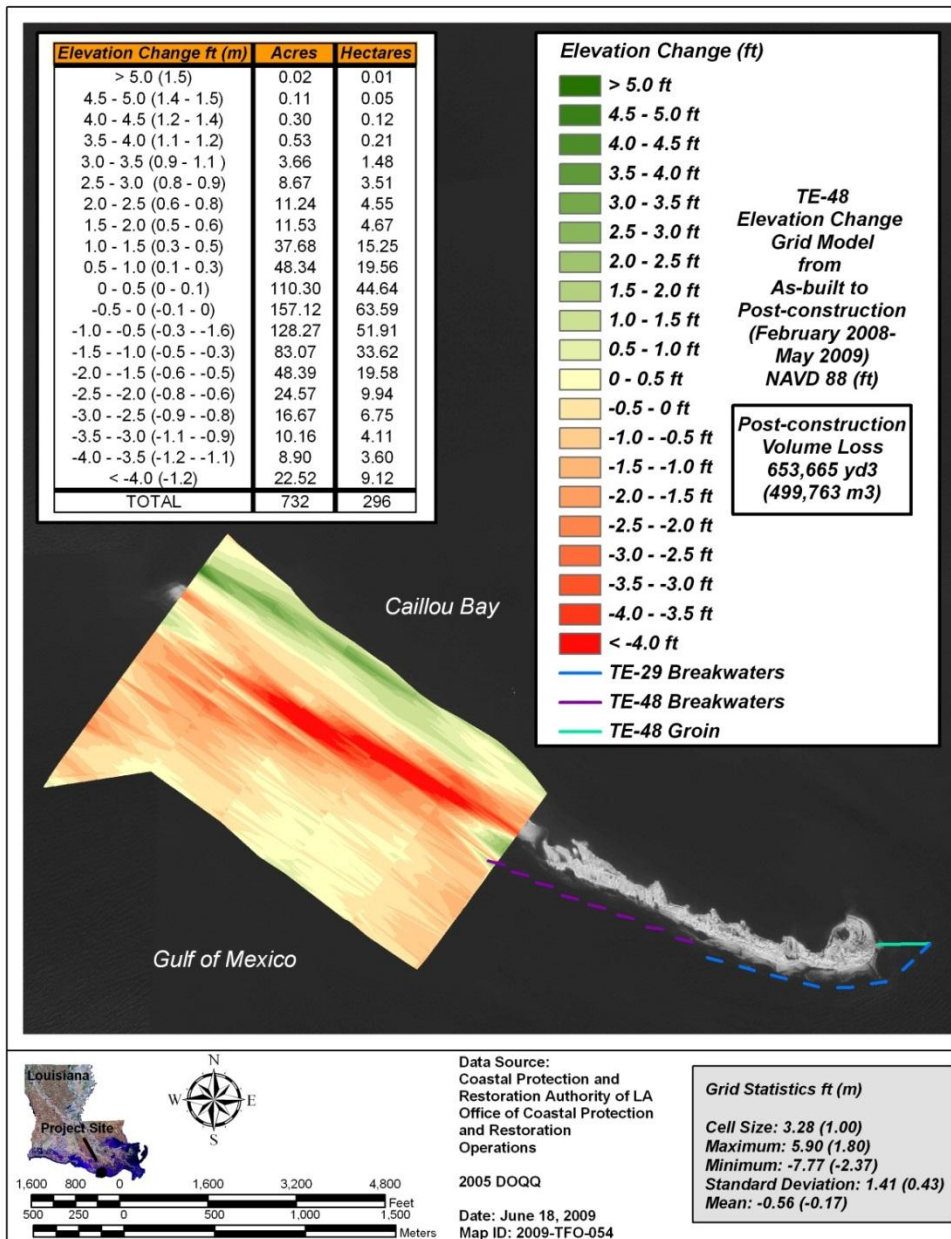 Elevation Change ft (m) Acres Hectares
> 5.0 (1.5) 0.02 0.01
4.5 - 5.0 (1.4 - 1.5) 0.11 0.05
4.0 - 4.5 (1.2 - 1.4) 0.30 0.12
3.5 - 4.0 (1.1 - 1.2) 0.53 0.21
3.0 - 3.5 (0.9 - 1.1 ) 3.66 1.48
2.5 - 3.0 (0.8 - 0.9) 8.67 3.51
2.0 - 2.5 (0.6 - 0.8) 11.24 4.55
1.5 - 2.0 (0.5 - 0.6) 11.53 4.67
1.0 - 1.5 (0.3 - 0.5) 37.68 15.25
0.5 - 1.0 (0.1 - 0.3) 48.34 19.56
0 - 0.5 (0 - 0.1) 110.30 44.64
-0.5 - 0 (-0.1 - 0) 157.12 63.59
-1.0 - -0.5 (-0.3 - -1.6) 128.27 51.91
-1.5 - -1.0 (-0.5 - -0.3) 83.07 33.62
-2.0 - -1.5 (-0.6 - -0.5) 48.39 19.58
-2.5 - -2.0 (-0.8 - -0.6) 24.57 9.94
-3.0 - -2.5 (-0.9 - -0.8) 16.67 6.75
-3.5 - -3.0 (-1.1 - -0.9) 10.16 4.11
-4.0 - -3.5 (-1.2 - -1.1) 8.90 3.60
< -4.0 (-1.2) 22.52 9.12
TOTAL 732 296
Elevation Change (ft)
> 5.0 ft
4.5 - 5.0 ft
4.0 - 4.5 ft
3.5 - 4.0 ft
3.0 - 3.5 ft
2.5 - 3.0 ft
2.0 - 2.5 ft
1.5 - 2.0 ft
1.0 - 1.5 ft
0.5 - 1.0 ft
0 - 0.5 ft
-0.5 - 0 ft
-1.0 - -0.5 ft
-1.5 - -1.0 ft
-2.0 - -1.5 ft
-2.5 - -2.0 ft
-3.0 - -2.5 ft
-3.5 - -3.0 ft
-4.0 - -3.5 ft
< -4.0 ft
TE-29 Breakwaters
TE-48 Breakwaters
TE-48 Groin
TE-48
Elevation Change
Grid Model
from
As-built to
Post-construction
(February 2008-
May 2009)
NAVD 88 (ft)
Post-construction
Volume Loss
653,665 yd3
(499,763 m3)
Caillou Bay
Gulf of Mexico
Louisiana
Project Site
N
W E
S
1,600 800 0 1,600 3,200 4,800
Feet
500 250 0 500 1,000 1,500
Meters
Data Source:
Coastal Protection and
Restoration Authority of LA
Office of Coastal Protection
and Restoration
Operations
2005 DOQQ
Date: June 18, 2009
Map ID: 2009-TFO-054
Grid Statistics ft (m)
Cell Size: 3.28 (1.00)
Maximum: 5.90 (1.80)
Minimum: -7.77 (-2.37)
Standard Deviation: 1.41 (0.43)
Mean: -0.56 (-0.17)